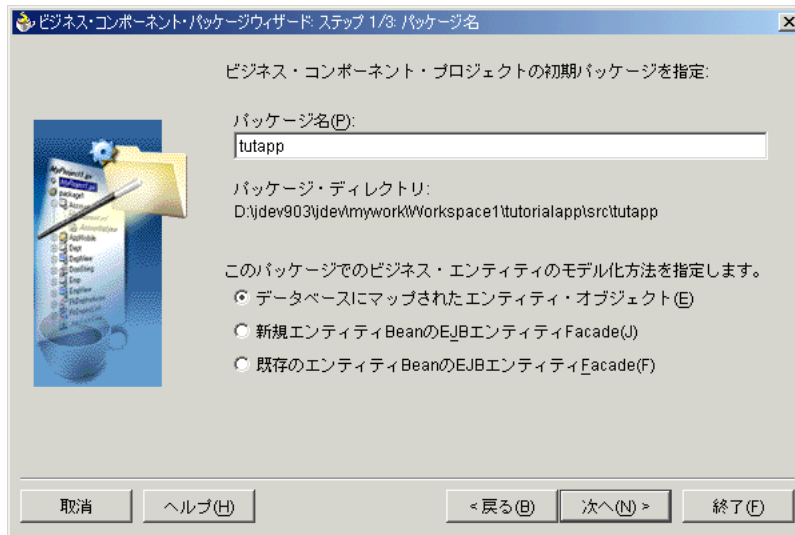 ビジネス・コンポーネント・パッケージウィザード: ステップ 1/3: パッケージ名
ビジネス・コンポーネント・プロジェクトの初期パッケージを指定:
パッケージ名(P):
tutapp
パッケージ・ディレクトリ:
D:\jdev903\jdev\mywork\Workspace1\tutorialapp\src\tutapp
このパッケージでのビジネス・エンティティのモデル化方法を指定します。
データベースにマップされたエンティティ・オブジェクト(E)
新規エンティティBeanのEJBエンティティFacade(J)
既存のエンティティBeanのEJBエンティティFacade(F)
取消
ヘルプ(H)
<戻る(B)
次へ(N) >
終了(F)